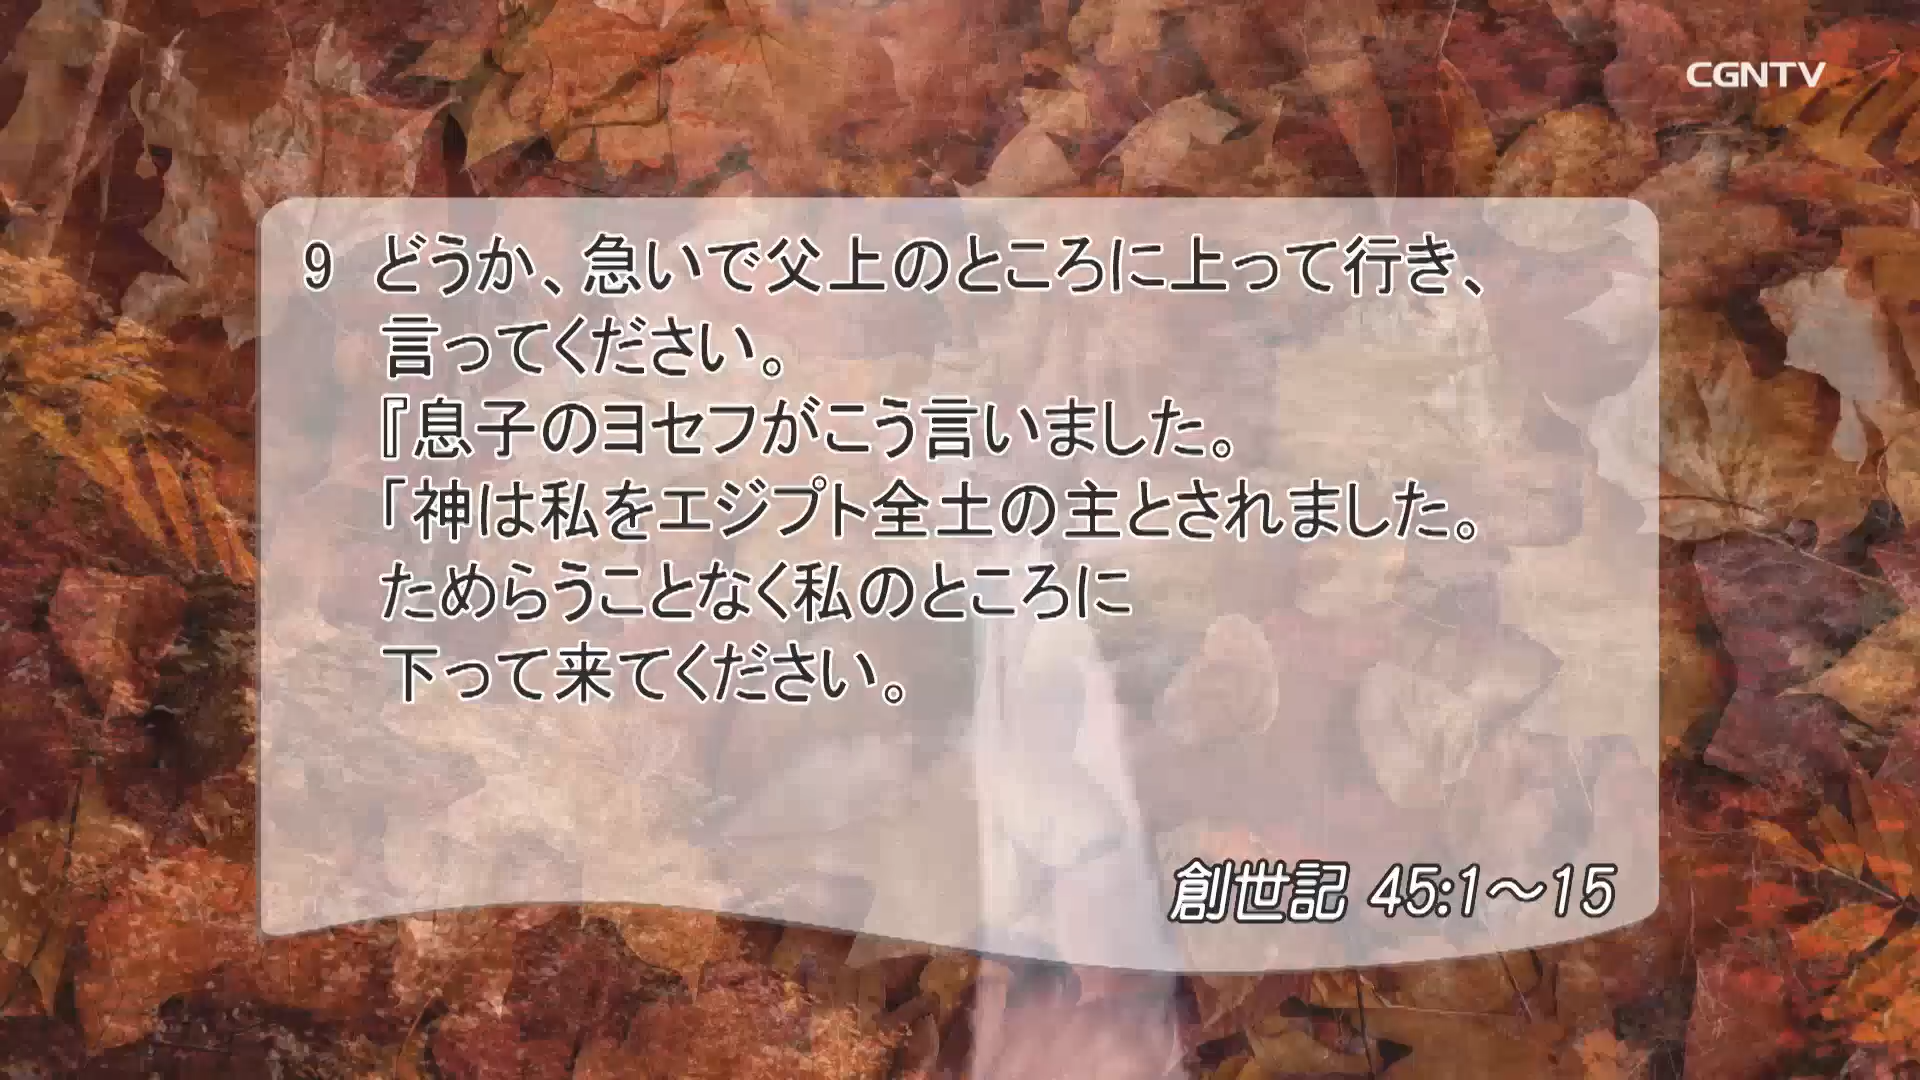 CGNTV
9 どうか、急いで父上のところに上って行き、
言ってください。
『息子のヨセフがこう言いました。
「神は私をエジプト全土の主とされました。
ためらうことなく私のところに
下って来てください。
創世記 45:1～15